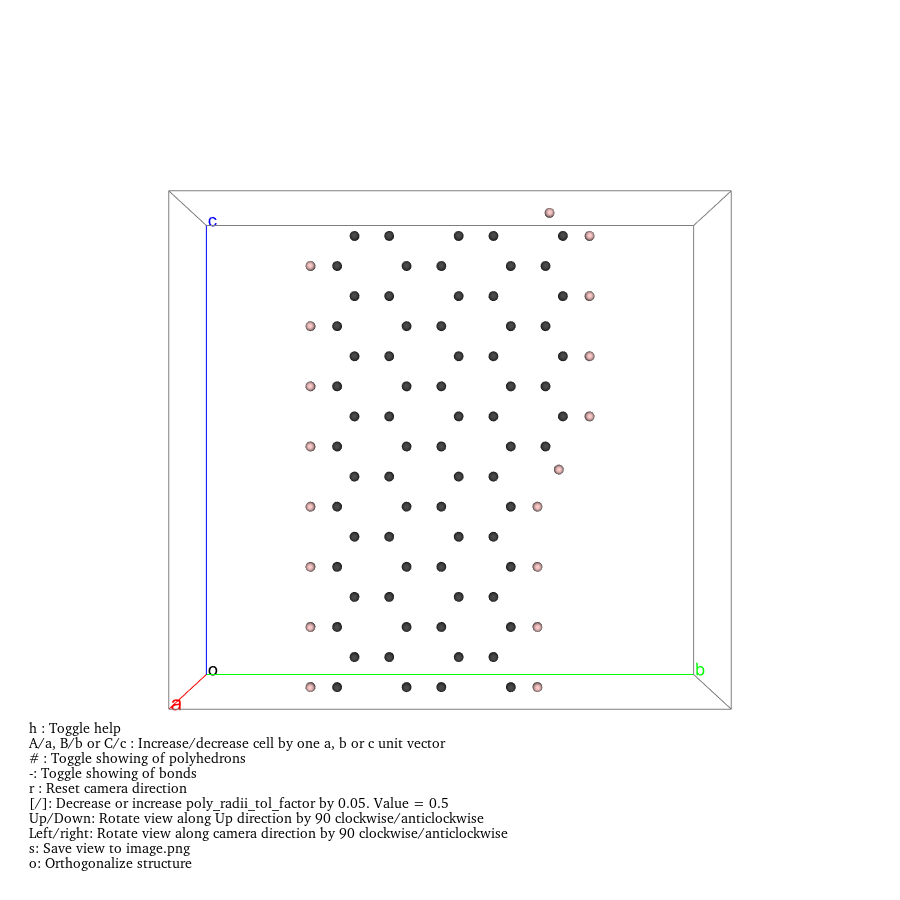 c
o
b
a
h : Toggle help
A/a, B/b or C/c : Increase/decrease cell by one a, b or c unit vector
# : Toggle showing of polyhedrons
-: Toggle showing of bonds
r : Reset camera direction
[/]: Decrease or increase poly_radii_tol_factor by 0.05. Value = 0.5
Up/Down: Rotate view along Up direction by 90 clockwise/anticlockwise
Left/right: Rotate view along camera direction by 90 clockwise/anticlockwise
s: Save view to image.png
o: Orthogonalize structure